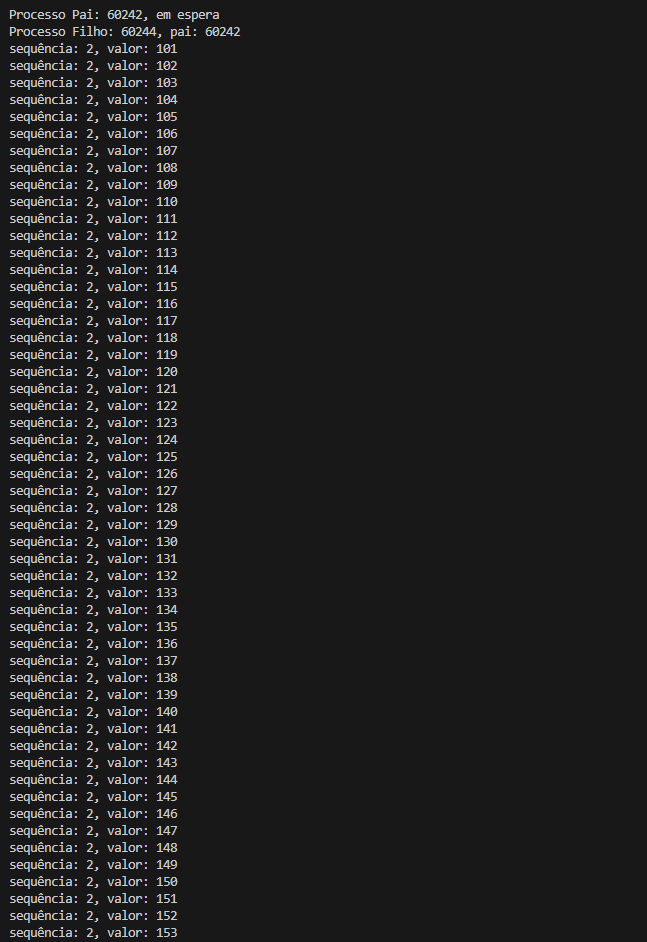 Processo Pai: 60242, em espera
Processo Filho: 60244, pai: 60242
sequência: 2, valor: 101
sequência: 2, valor: 102
sequência: 2, valor: 103
sequência: 2, valor: 104
sequência: 2, valor: 105
sequência: 2, valor: 106
sequência: 2, valor: 107
sequência: 2, valor: 108
sequência: 2, valor: 109
sequência: 2, valor: 110
sequência: 2, valor: 111
sequência: 2, valor: 112
sequência: 2, valor: 113
sequência: 2, valor: 114
sequência: 2, valor: 115
sequência: 2, valor: 116
sequência: 2, valor: 117
sequência: 2, valor: 118
sequência: 2, valor: 119
sequência: 2, valor: 120
sequência: 2, valor: 121
sequência: 2, valor: 122
sequência: 2, valor: 123
sequência: 2, valor: 124
sequência: 2, valor: 125
sequência: 2, valor: 126
sequência: 2, valor: 127
sequência: 2, valor: 128
sequência: 2, valor: 129
sequência: 2, valor: 130
sequência: 2, valor: 131
sequência: 2, valor: 132
sequência: 2, valor: 133
sequência: 2, valor: 134
sequência: 2, valor: 135
sequência: 2, valor: 136
sequência: 2, valor: 137
sequência: 2, valor: 138
sequência: 2, valor: 139
sequência: 2, valor: 140
sequência: 2, valor: 141
sequência: 2, valor: 142
sequência: 2, valor: 143
sequência: 2, valor: 144
sequência: 2, valor: 145
sequência: 2, valor: 146
sequência: 2, valor: 147
sequência: 2, valor: 148
sequência: 2, valor: 149
sequência: 2, valor: 150
sequência: 2, valor: 151
sequência: 2, valor: 152
sequência: 2, valor: 153